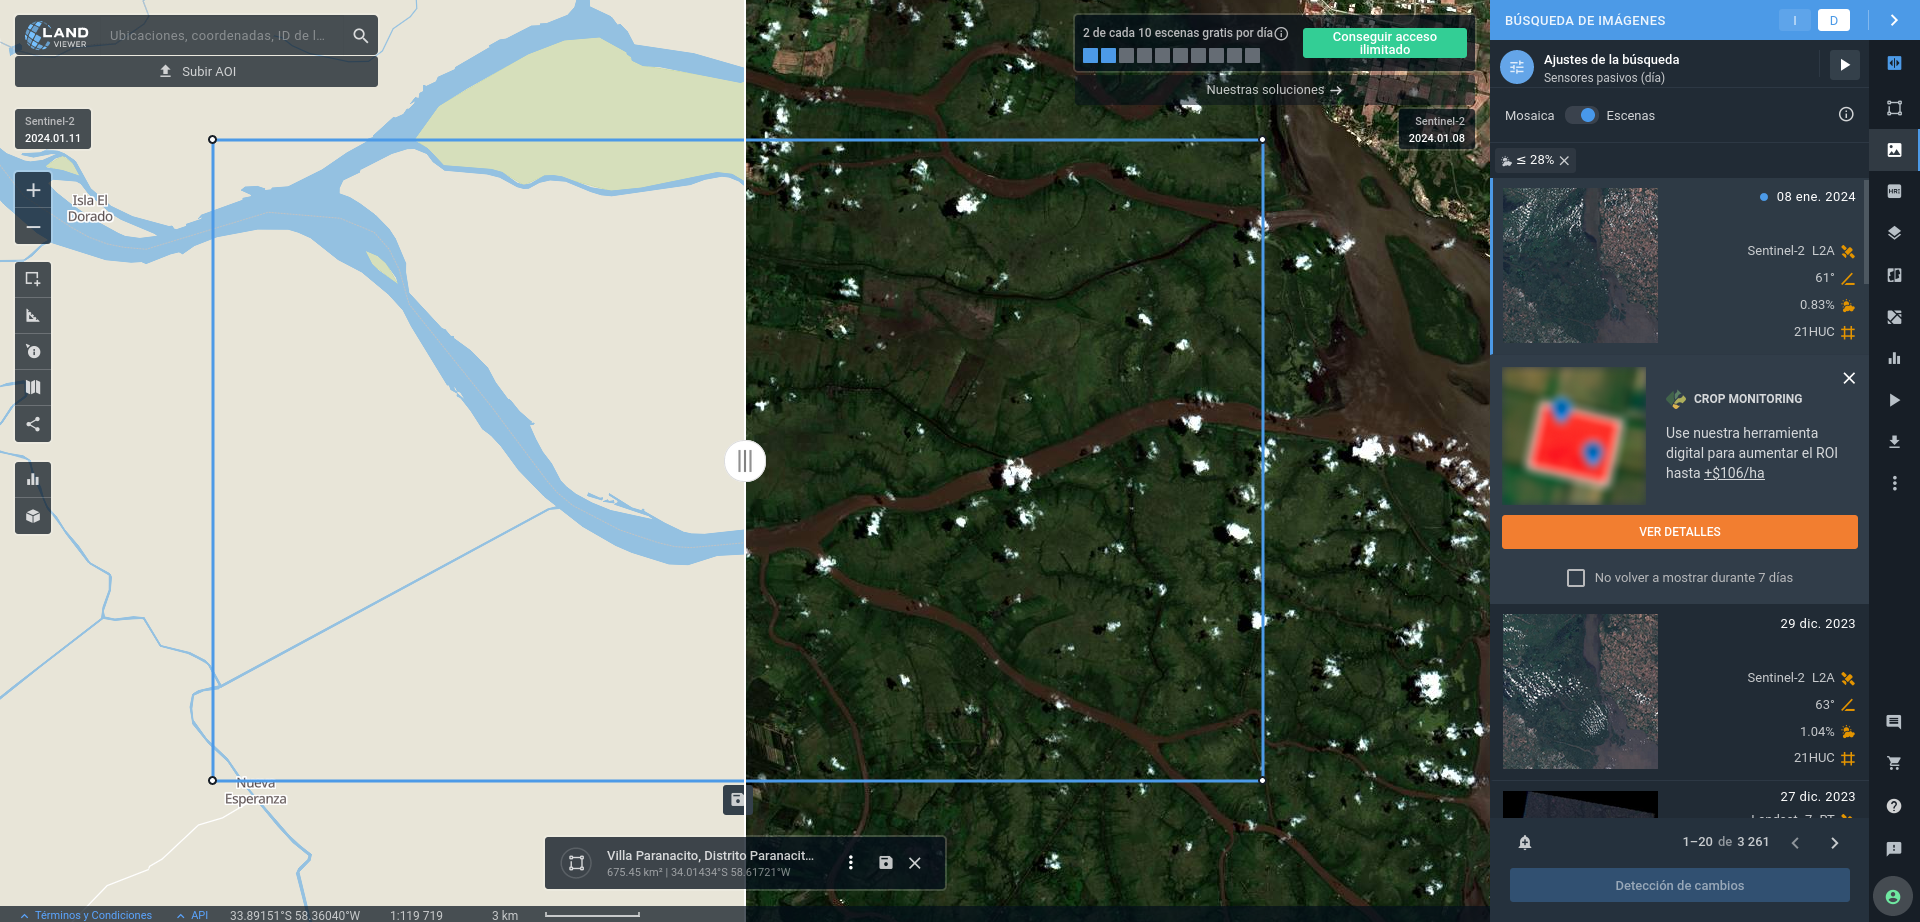 LAND
VIEWER
Ubicaciones, coordenadas, ID de l...
Subir AOI
Sentinel-2
2024.01.11
Isla El
Dorado
Nueva
Esperanza
2 de cada 10 escenas gratis por día
Conseguir acceso
ilimitado
Nuestras soluciones →
Sentinel-2
2024.01.08
Villa Paranacito, Distrito Paranacit...
675.45 km² | 34.01434°S 58.61721°W
Términos y Condiciones
API
33.89151°S 58.36040°W
1:119 719
3 km
BÚSQUEDA DE IMÁGENES
I
D
Ajustes de la búsqueda
Sensores pasivos (día)
Mosaica
Escenas
≤ 28%
08 ene. 2024
Sentinel-2 L2A
61°
0.83%
21HUC
CROP MONITORING
Use nuestra herramienta
digital para aumentar el ROI
hasta +$106/ha
VER DETALLES
No volver a mostrar durante 7 días
29 dic. 2023
Sentinel-2 L2A
63°
1.04%
21HUC
27 dic. 2023
Landsat 7 RT
1–20 de 3 261
Detección de cambios